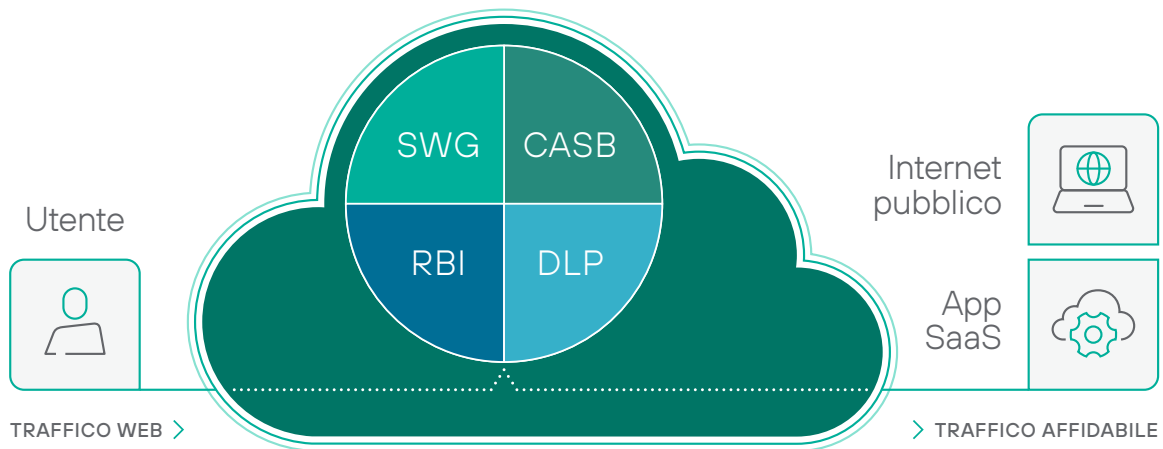 SWG
CASB
RBI
DLP
Utente
Internet
pubblico
App
SaaS
TRAFFICO WEB
TRAFFICO AFFIDABILE